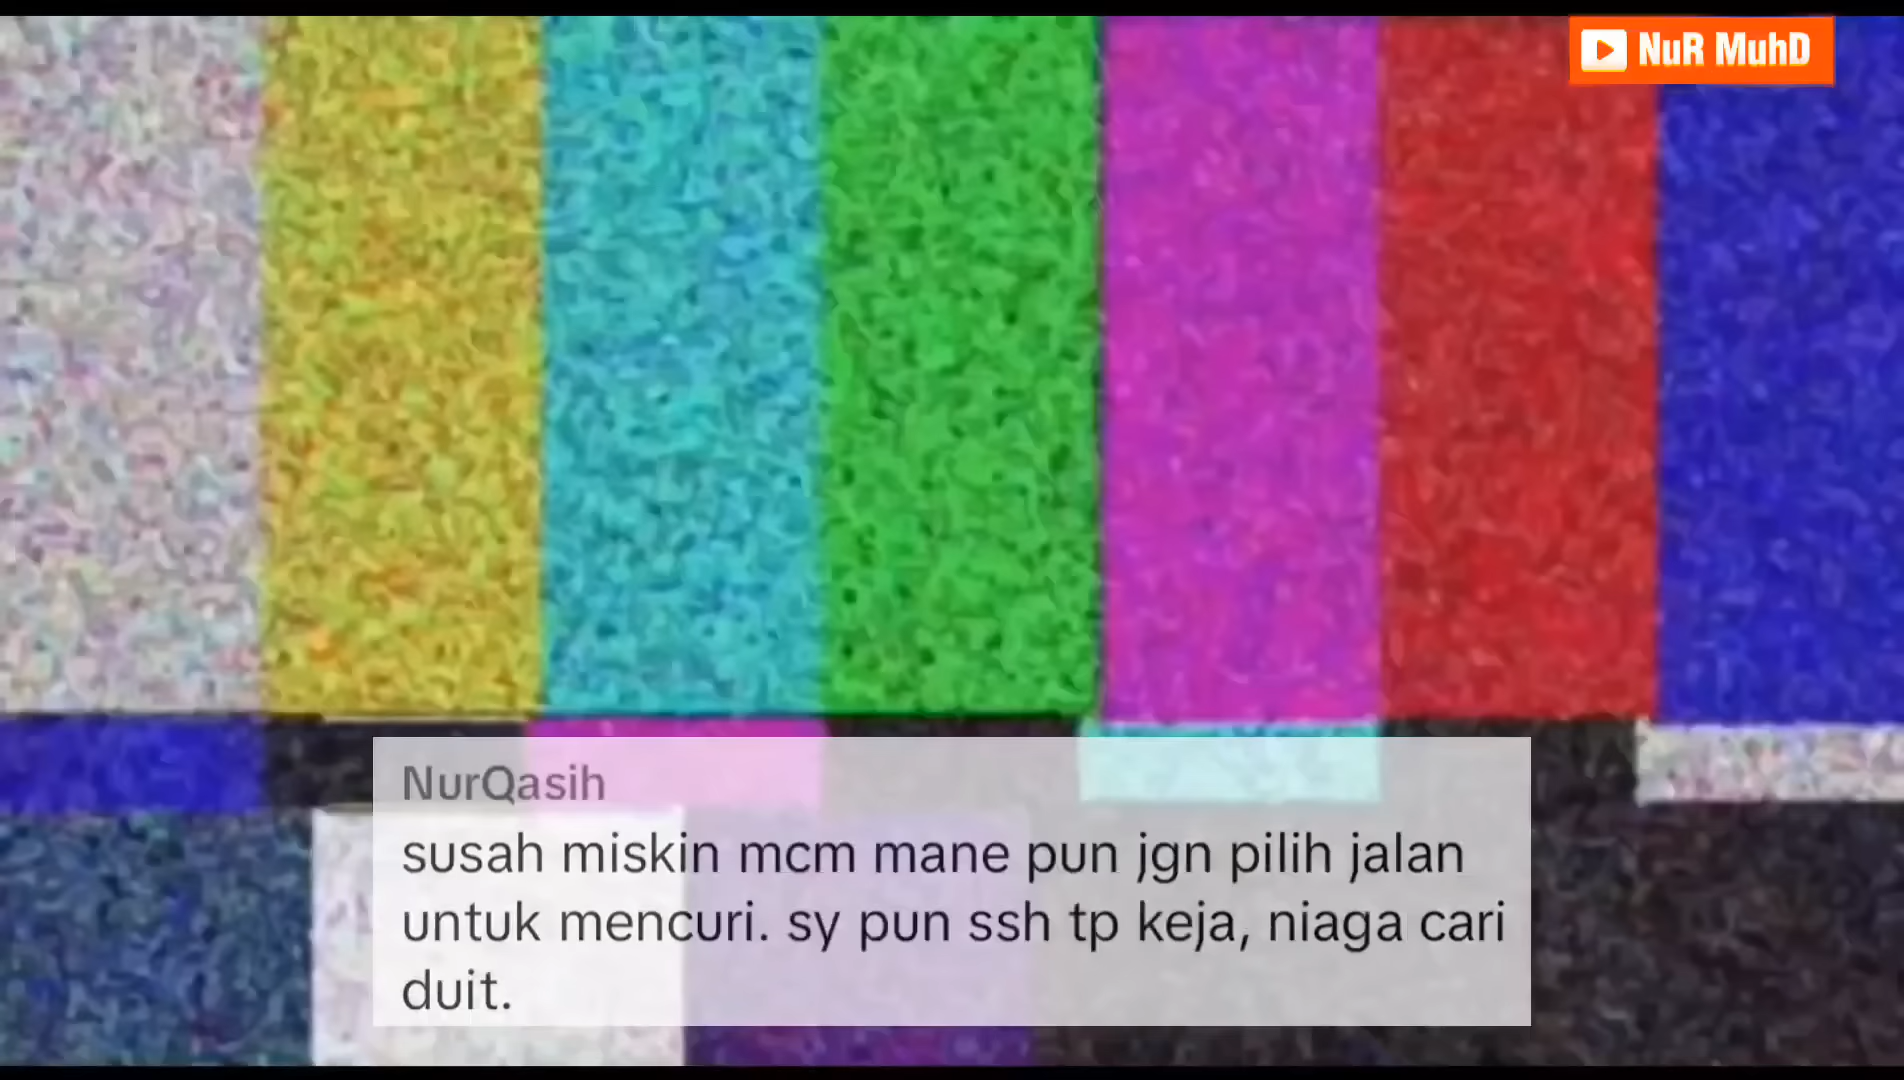 NuR MuhD
NurQasih
susah miskin mcm mane pun jgn pilih jalan
untuk mencuri. sy pun ssh tp keja, niaga cari
duit.